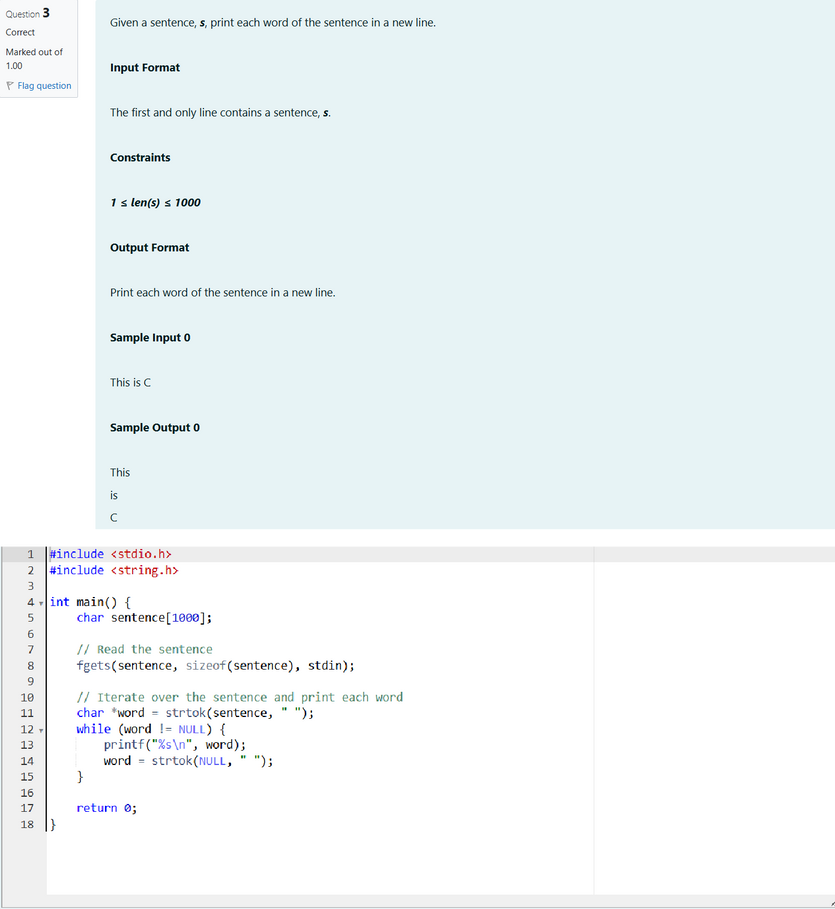 Question 3
Correct
Marked out of
1.00
Flag question
Given a sentence, s, print each word of the sentence in a new line.
Input Format
The first and only line contains a sentence, s.
Constraints
1 ≤ len(s) ≤ 1000
Output Format
Print each word of the sentence in a new line.
Sample Input 0
This is C
Sample Output 0
This
is
C
1 #include <stdio.h>
2 #include <string.h>
3
4 int main() {
5     char sentence[1000];
6
7     // Read the sentence
8     fgets(sentence, sizeof(sentence), stdin);
9
10     // Iterate over the sentence and print each word
11     char *word = strtok(sentence, " ");
12     while (word != NULL) {
13         printf("%s\n", word);
14         word = strtok(NULL, " ");
15     }
16
17     return 0;
18 }